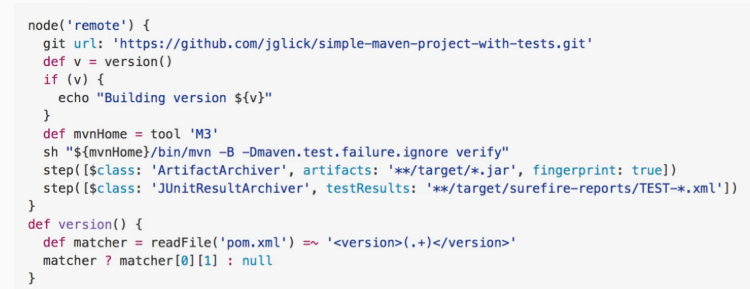 node('remote') {
  git url: 'https://github.com/jglick/simple-maven-project-with-tests.git'
  def v = version()
  if (v) {
    echo "Building version ${v}"
  }
  def mvnHome = tool 'M3'
  sh "${mvnHome}/bin/mvn -B -Dmaven.test.failure.ignore verify"
  step([$class: 'ArtifactArchiver', artifacts: '**/target/*.jar', fingerprint: true])
  step([$class: 'JUnitResultArchiver', testResults: '**/target/surefire-reports/TEST-*.xml'])
}
def version() {
  def matcher = readFile('pom.xml') =~ '<version>(.+)</version>'
  matcher ? matcher[0][1] : null
}